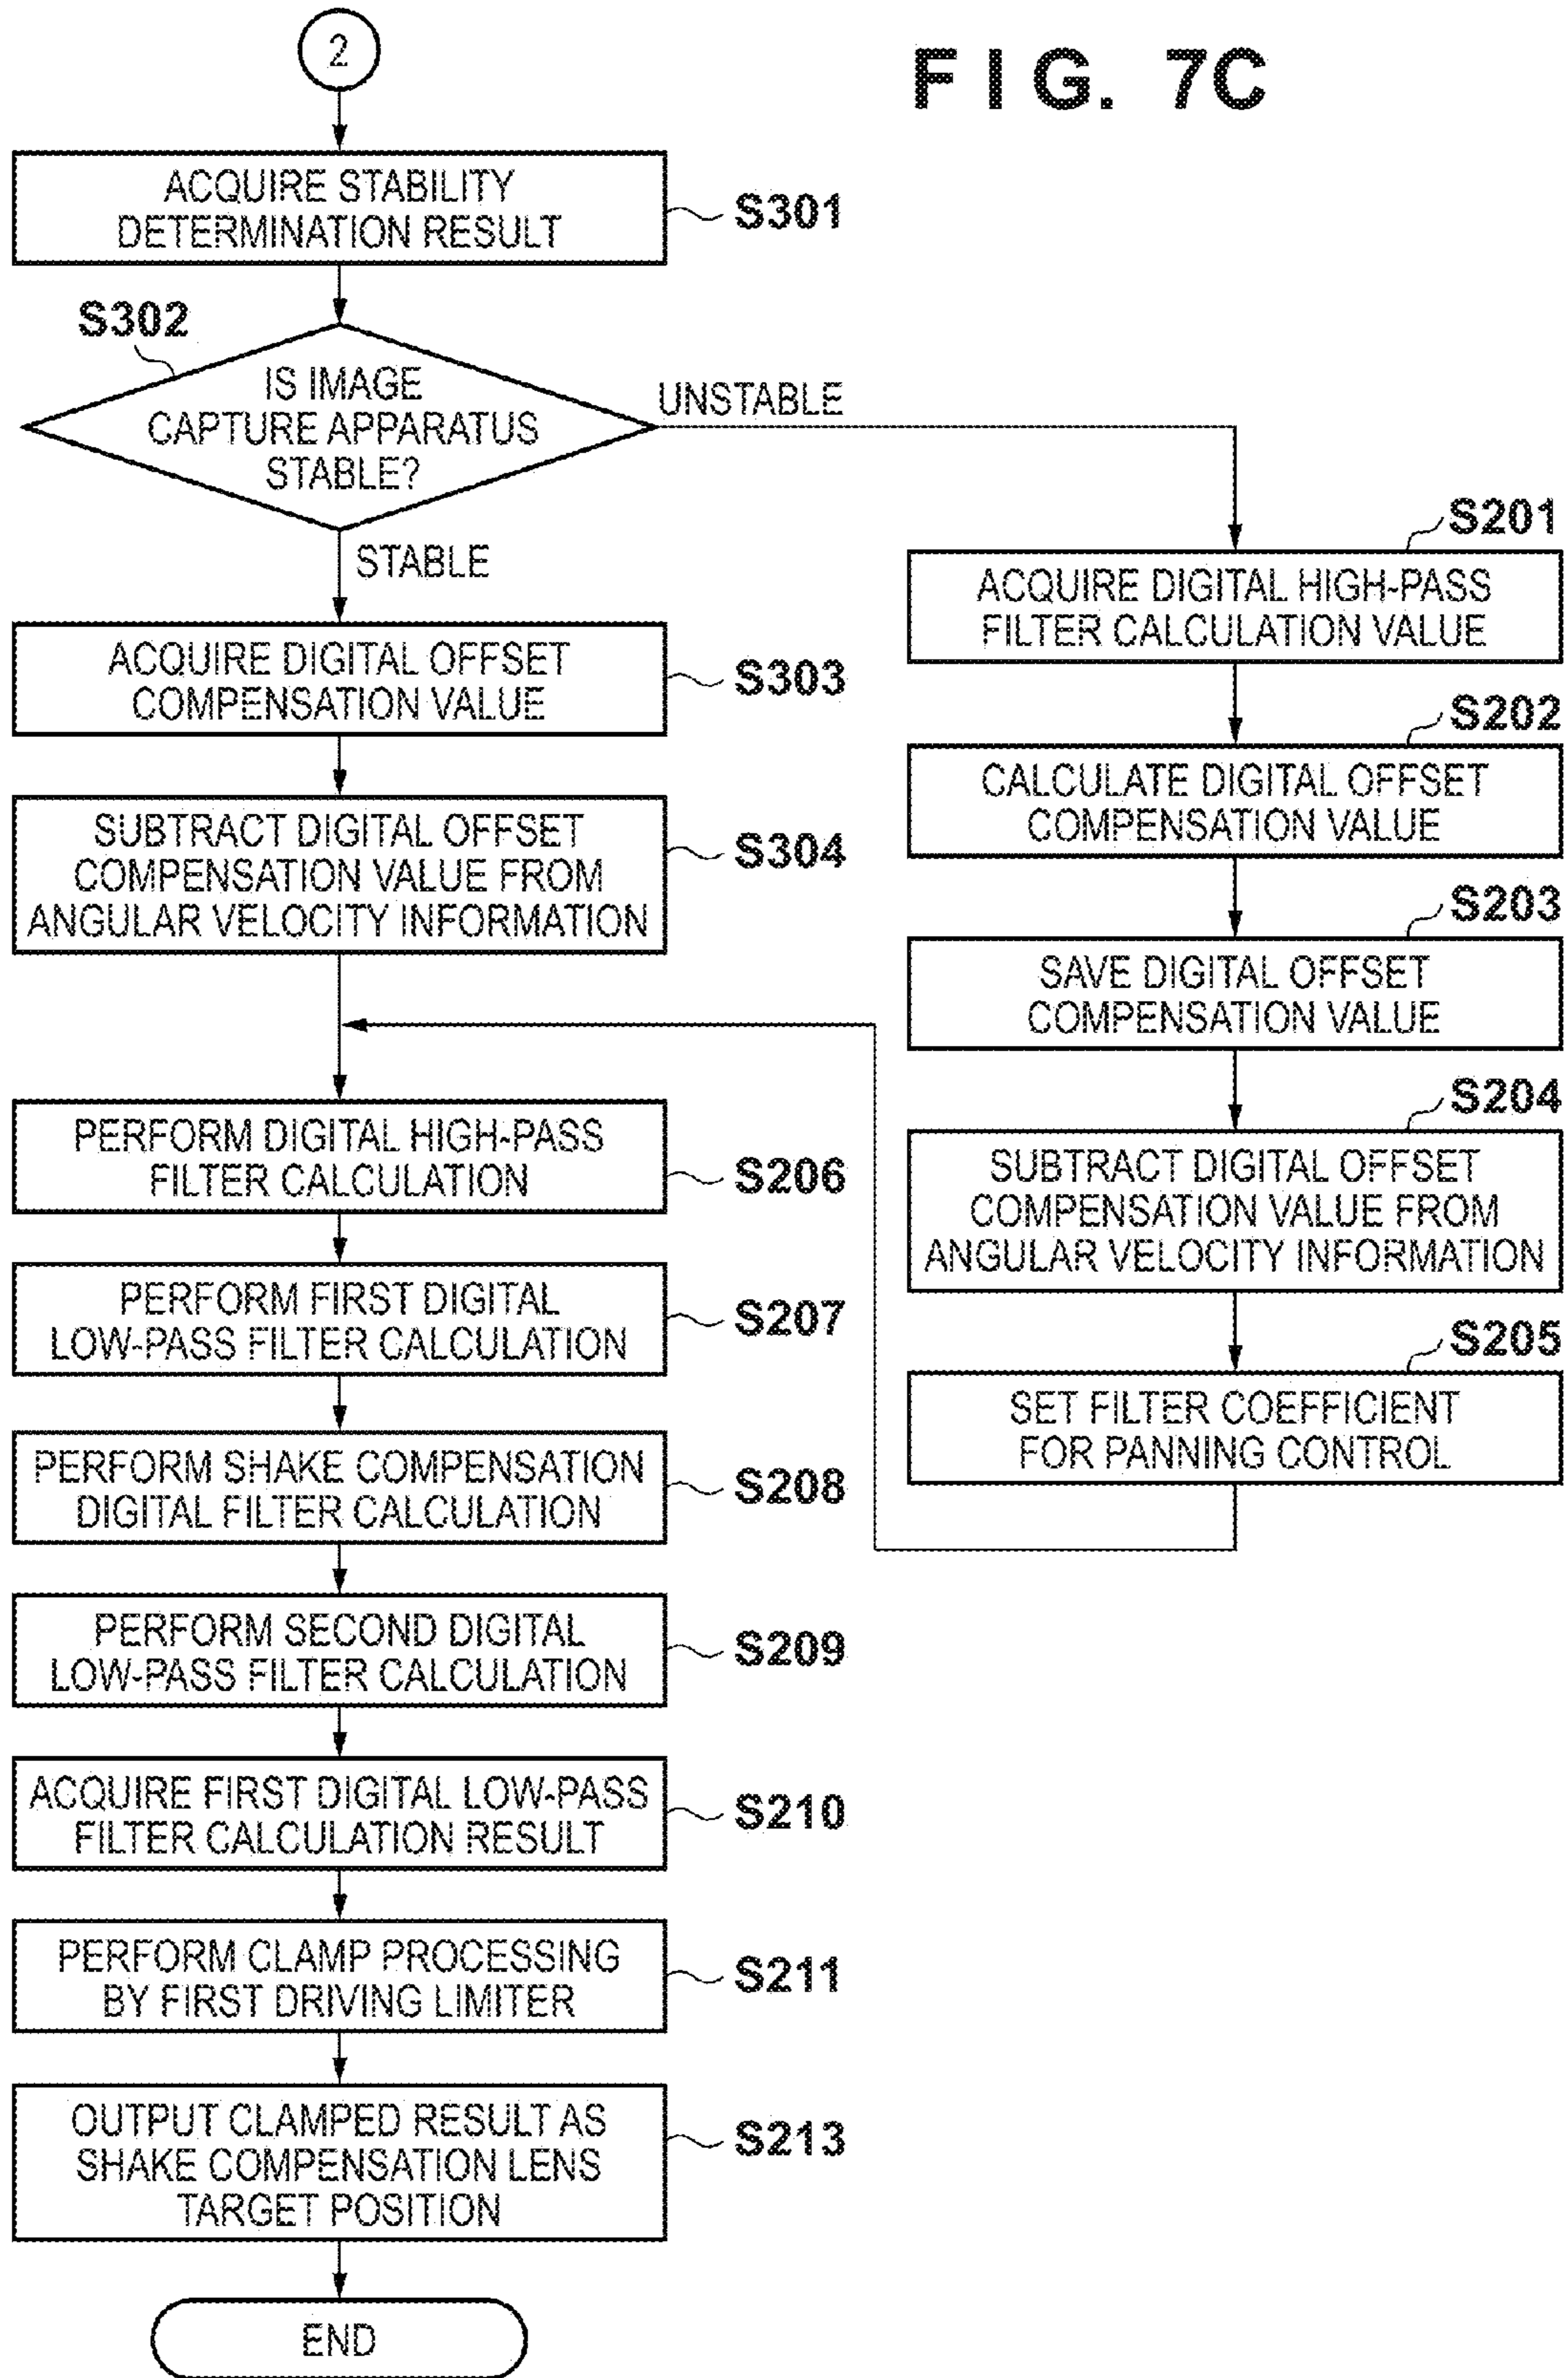 FIG. 7C
2
ACQUIRE STABILITY
DETERMINATION RESULT
S301
S302
IS IMAGE
CAPTURE APPARATUS
STABLE?
UNSTABLE
STABLE
ACQUIRE DIGITAL OFFSET
COMPENSATION VALUE
S303
SUBTRACT DIGITAL OFFSET
COMPENSATION VALUE FROM
ANGULAR VELOCITY INFORMATION
S304
S201
ACQUIRE DIGITAL HIGH-PASS
FILTER CALCULATION VALUE
S202
CALCULATE DIGITAL OFFSET
COMPENSATION VALUE
S203
SAVE DIGITAL OFFSET
COMPENSATION VALUE
S204
SUBTRACT DIGITAL OFFSET
COMPENSATION VALUE FROM
ANGULAR VELOCITY INFORMATION
S205
SET FILTER COEFFICIENT
FOR PANNING CONTROL
PERFORM DIGITAL HIGH-PASS
FILTER CALCULATION
S206
PERFORM FIRST DIGITAL
LOW-PASS FILTER CALCULATION
S207
PERFORM SHAKE COMPENSATION
DIGITAL FILTER CALCULATION
S208
PERFORM SECOND DIGITAL
LOW-PASS FILTER CALCULATION
S209
ACQUIRE FIRST DIGITAL LOW-PASS
FILTER CALCULATION RESULT
S210
PERFORM CLAMP PROCESSING
BY FIRST DRIVING LIMITER
S211
OUTPUT CLAMPED RESULT AS
SHAKE COMPENSATION LENS
TARGET POSITION
S213
END